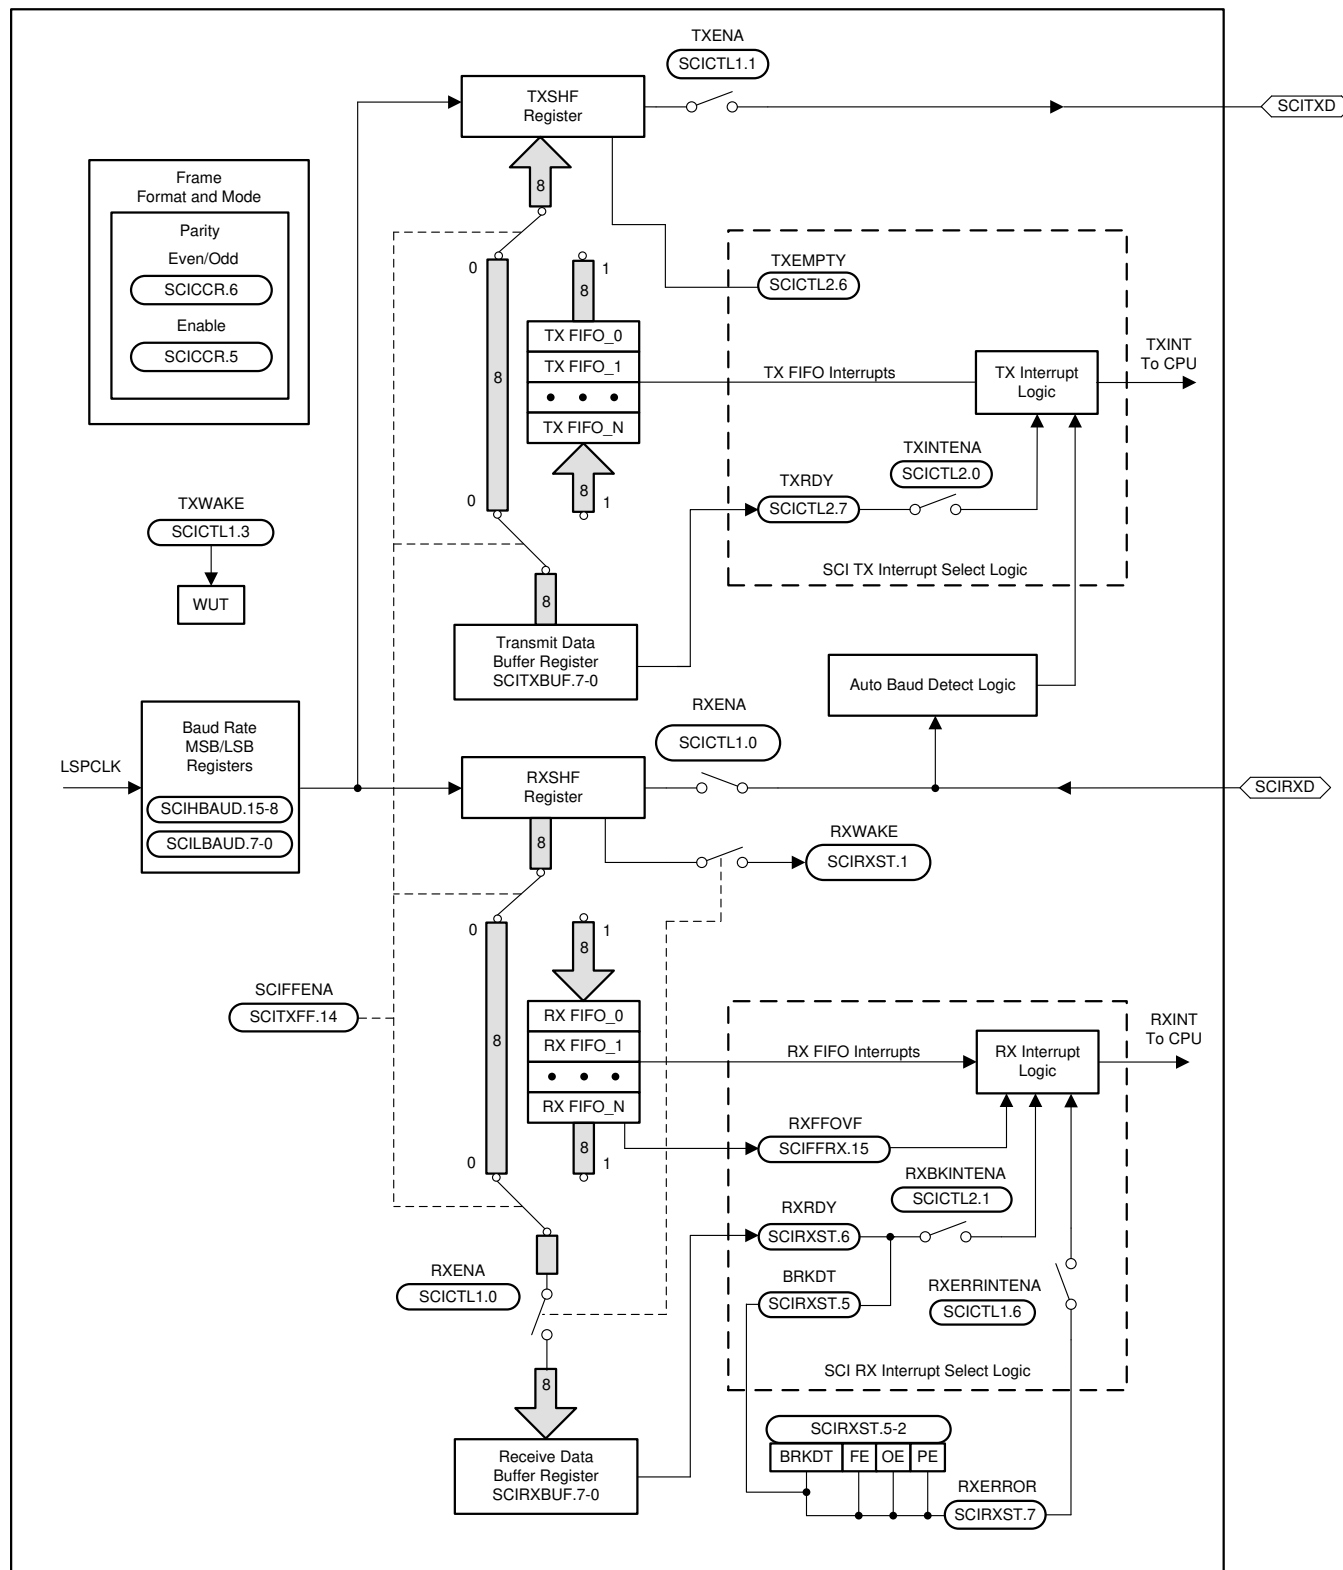 TXENA
SCICTL1.1
TXSHF
Register
SCITXD
8
Frame
Format and Mode
Parity
Even/Odd
SCICCR.6
Enable
SCICCR.5
0
1
8
8
TX FIFO_0
TX FIFO_1
• • •
TX FIFO_N
8
0
1
TXEMPTY
SCICTL2.6
TX FIFO Interrupts
TX Interrupt
Logic
TXINT
To CPU
TXINTENA
SCICTL2.0
TXRDY
SCICTL2.7
SCI TX Interrupt Select Logic
TXWAKE
SCICTL1.3
WUT
8
Transmit Data
Buffer Register
SCITXBUF.7-0
Auto Baud Detect Logic
RXENA
SCICTL1.0
LSPCLK
Baud Rate
MSB/LSB
Registers
SCIHBAUD.15-8
SCILBAUD.7-0
RXSHF
Register
SCIRXD
8
RXWAKE
SCIRXST.1
0
1
8
8
SCIFFENA
SCITXFF.14
RX FIFO_0
RX FIFO_1
• • •
RX FIFO_N
8
0
1
RX FIFO Interrupts
RX Interrupt
Logic
RXINT
To CPU
RXFFOVF
SCIFFRX.15
RXBKINTENA
SCICTL2.1
RXRDY
SCIRXST.6
BRKDT
SCIRXST.5
RXERRINTENA
SCICTL1.6
SCI RX Interrupt Select Logic
RXENA
SCICTL1.0
8
Receive Data
Buffer Register
SCIRXBUF.7-0
SCIRXST.5-2
BRKDT FE OE PE
RXERROR
SCIRXST.7